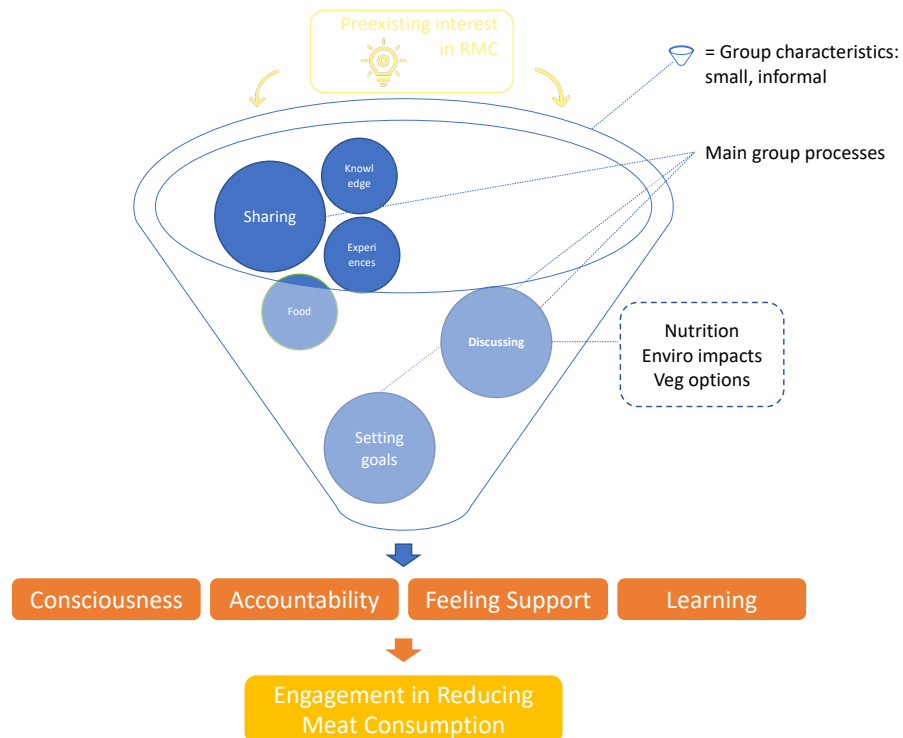 Preexisting interest
in RMC
= Group characteristics:
small, informal
Main group processes
Knowl
edge
Sharing
Experi
ences
Food
Discussing
Nutrition
Enviro impacts
Veg options
Setting
goals
Consciousness
Accountability
Feeling Support
Learning
Engagement in Reducing
Meat Consumption